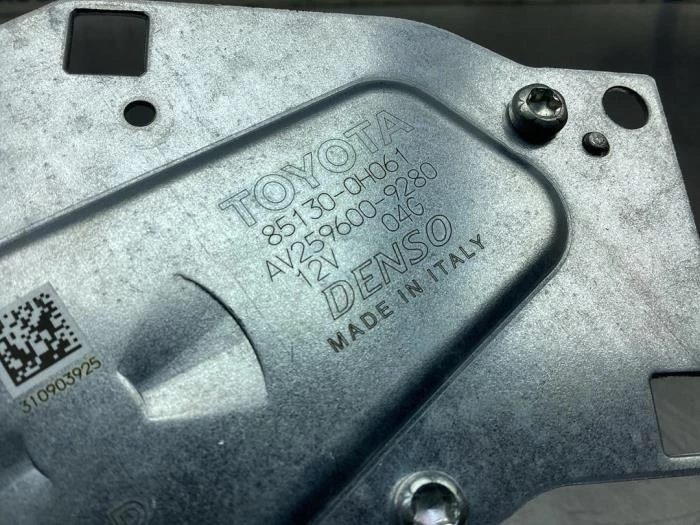 TOYOTA
85130-0H061
AV259600-9280
12V 04G
DENSO
MADE IN ITALY
310903925